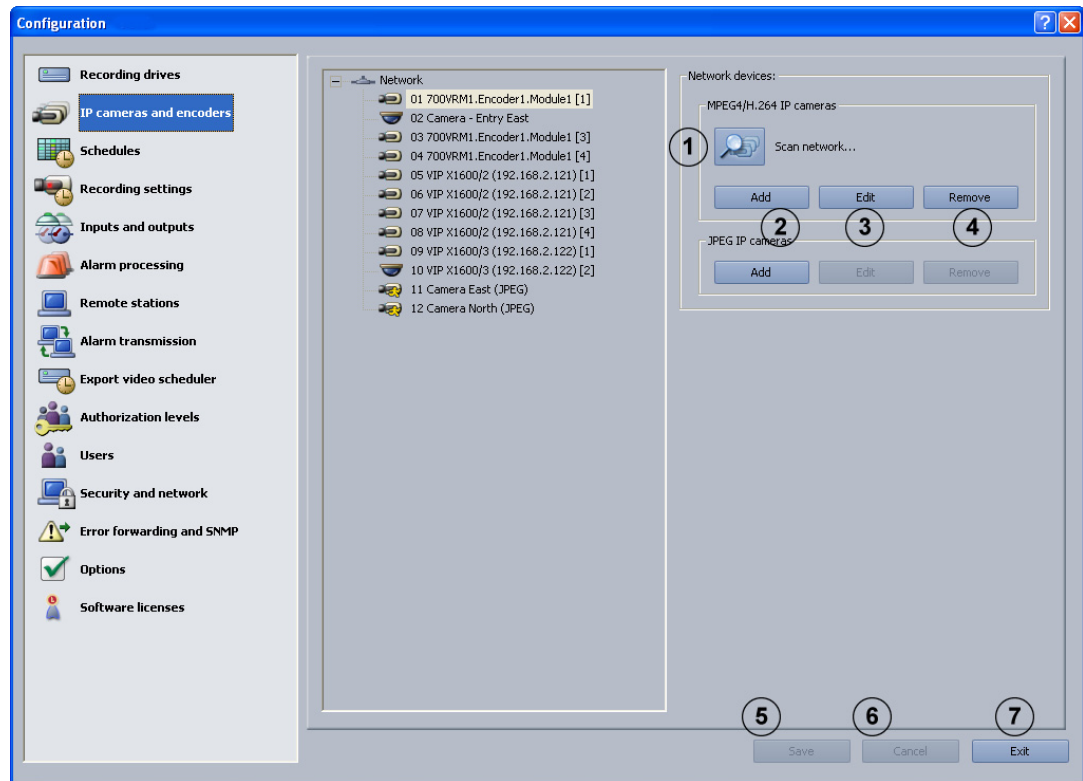 Configuration
Recording drives
IP cameras and encoders
Schedules
Recording settings
Inputs and outputs
Alarm processing
Remote stations
Alarm transmission
Export video scheduler
Authorization levels
Users
Security and network
Error forwarding and SNMP
Options
Software licenses
Network
01 700VRM1.Encoder1.Module1 [1]
02 Camera - Entry East
03 700VRM1.Encoder1.Module1 [3]
04 700VRM1.Encoder1.Module1 [4]
05 VIP X1600/2 (192.168.2.121) [1]
06 VIP X1600/2 (192.168.2.121) [2]
07 VIP X1600/2 (192.168.2.121) [3]
08 VIP X1600/2 (192.168.2.121) [4]
09 VIP X1600/3 (192.168.2.122) [1]
10 VIP X1600/3 (192.168.2.122) [2]
11 Camera East (JPEG)
12 Camera North (JPEG)
Network devices:
MPEG4/H.264 IP cameras
1 Scan network...
Add Edit Remove
2 3 4
JPEG IP cameras
Add Edit Remove
5 6 7
Save Cancel Exit